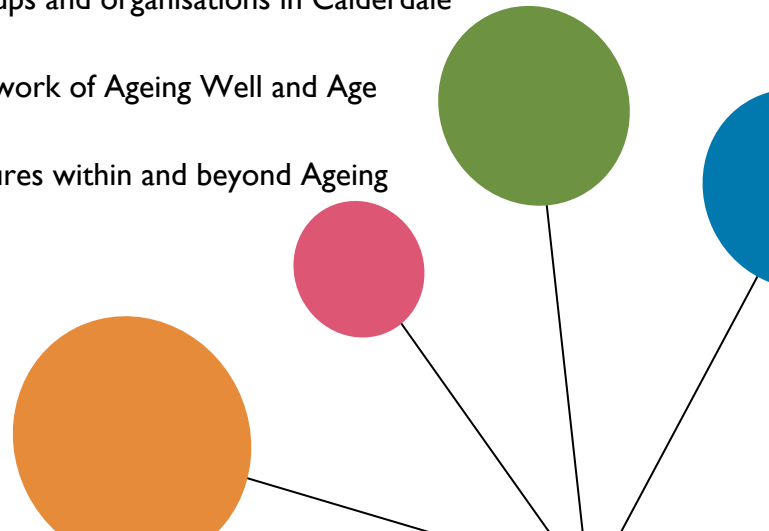 ups and organisations in Calderdale
work of Ageing Well and Age
ures within and beyond Ageing